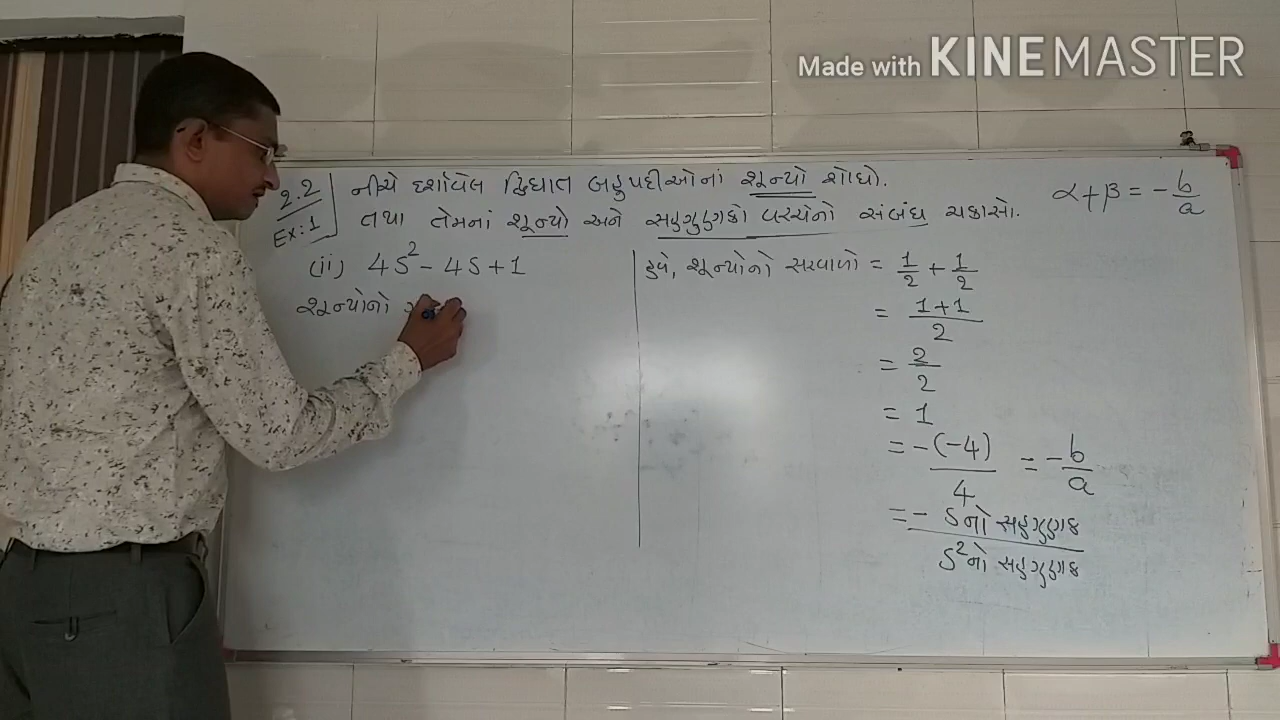 Made with KINEMASTER
2.2
Ex:1
નીચે દર્શાવેલ દ્વિઘાત બહુપદીઓનાં શૂન્યો શોધો.
તથા તેમનાં શૂન્યો અને સહગુણકો વચ્ચેનો સંબંધ ચકાસો.
α+β = -b/a
(ii) 4s² - 4s + 1
શૂન્યોનો
હવે, શૂન્યોનો સરવાળો = 1/2 + 1/2
= 1+1/2
= 2/2
= 1
= -(-4)/4 = -b/a
= - sનો સહગુણક
s²નો સહગુણક